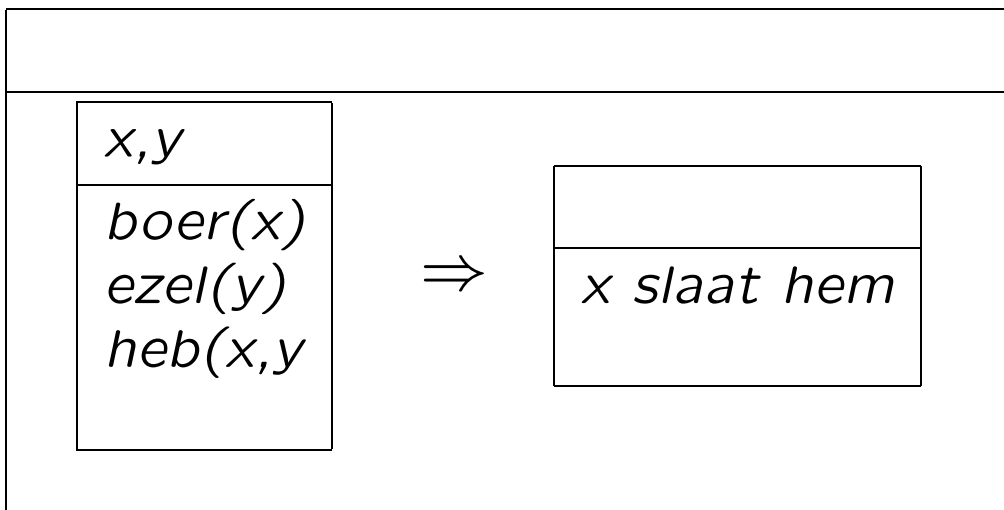 x,y
boer(x)
ezel(y)
heb(x,y
⇒
x slaat hem